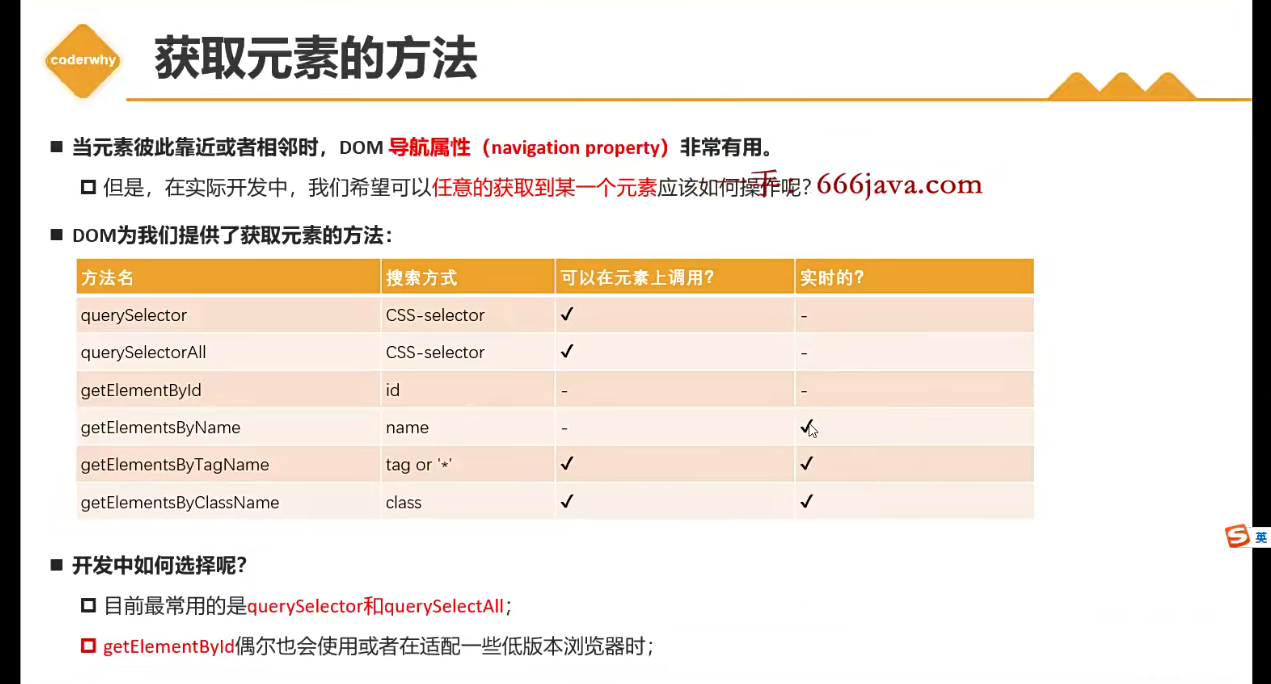 coderwhy
获取元素的方法
当元素彼此靠近或者相邻时，DOM 导航属性（navigation property）非常有用。
但是，在实际开发中，我们希望可以任意的获取到某一个元素应该如何操作呢？
一手：666java.com
DOM为我们提供了获取元素的方法：
方法名 搜索方式 可以在元素上调用？ 实时的？
querySelector CSS-selector ✓ -
querySelectorAll CSS-selector ✓ -
getElementById id - -
getElementsByName name - ✓
getElementsByTagName tag or '*' ✓ ✓
getElementsByClassName class ✓ ✓
开发中如何选择呢？
目前最常用的是querySelector和querySelectAll；
getElementById偶尔也会使用或者在适配一些低版本浏览器时；
S 英